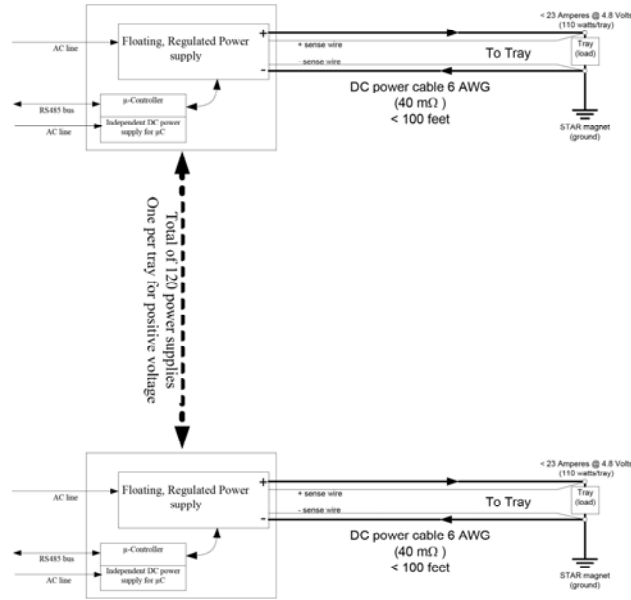 < 23 Amperes @ 4.8 Volts
(110 watts/tray)
AC line
Floating, Regulated Power
supply
+
+ sense wire
- sense wire
-
To Tray
Tray
(load)
DC power cable 6 AWG
(40 mΩ )
< 100 feet
STAR magnet
(ground)
RS485 bus
µ-Controller
AC line
Independent DC power
supply for µC
Total of 120 power supplies
One per tray for positive voltage
< 23 Amperes @ 4.8 Volts
(110 watts/tray)
AC line
Floating, Regulated Power
supply
+
+ sense wire
- sense wire
-
To Tray
Tray
(load)
DC power cable 6 AWG
(40 mΩ )
< 100 feet
STAR magnet
(ground)
RS485 bus
µ-Controller
AC line
Independent DC power
supply for µC